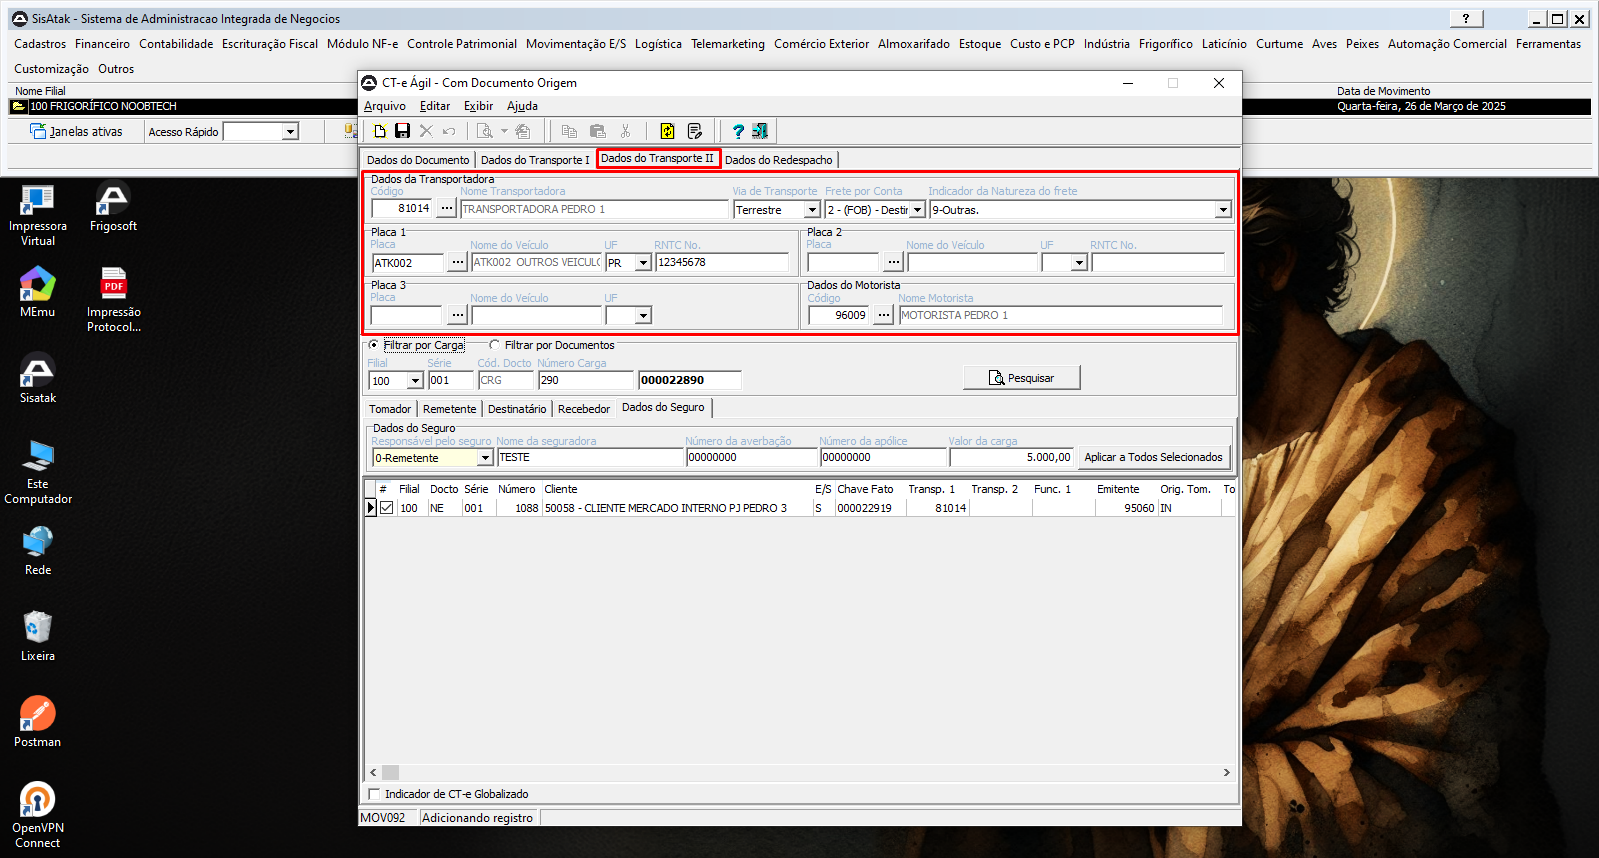 SisAtak - Sistema de Administracao Integrada de Negocios
?
Cadastros Financeiro Contabilidade Escrituração Fiscal Módulo NF-e Controle Patrimonial Movimentação E/S Logística Telemarketing Comércio Exterior Almoxarifado Estoque Custo e PCP Indústria Frigorífico Laticínio Curtume Aves Peixes Automação Comercial Ferramentas
Customização Outros
Nome Filial
Data de Movimento
100 FRIGORÍFICO NOOBTECH
Quarta-feira, 26 de Março de 2025
Janelas ativas
Acesso Rápido
CT-e Ágil - Com Documento Origem
Arquivo Editar Exibir Ajuda
?
Dados do Documento
Dados do Transporte I
Dados do Transporte II
Dados do Redespacho
Dados da Transportadora
Código
Nome Transportadora
Via de Transporte
Frete por Conta
Indicador da Natureza do frete
81014
...
TRANSPORTADORA PEDRO 1
Terrestre
2 - (FOB) - Destir
9-Outras.
Placa 1
Placa
Nome do Veículo
UF
RNTC No.
ATK002
...
ATK002 OUTROS VEICULO
PR
12345678
Placa 2
Placa
Nome do Veículo
UF
RNTC No.
...
Placa 3
Placa
Nome do Veículo
UF
...
Dados do Motorista
Código
Nome Motorista
96009
...
MOTORISTA PEDRO 1
Filtrar por Carga
Filtrar por Documentos
Filial
Série
Cód. Docto
Número Carga
100
001
CRG
290
000022890
Pesquisar
Tomador
Remetente
Destinatário
Recebedor
Dados do Seguro
Dados do Seguro
Responsável pelo seguro
Nome da seguradora
Número da averbação
Número da apólice
Valor da carga
0-Remetente
TESTE
00000000
00000000
5.000,00
Aplicar a Todos Selecionados
# Filial Docto Série Número Cliente E/S Chave Fato Transp. 1 Transp. 2 Func. 1 Emitente Orig. Tom. To
100 NE 001 1088 50058 - CLIENTE MERCADO INTERNO PJ PEDRO 3 S 000022919 81014 95060 IN
Indicador de CT-e Globalizado
MOV092
Adicionando registro
Impressora
Virtual
Frigosoft
MEmu
PDF
Impressão
Protocol...
Sisatak
Este
Computador
Rede
Lixeira
Postman
OpenVPN
Connect